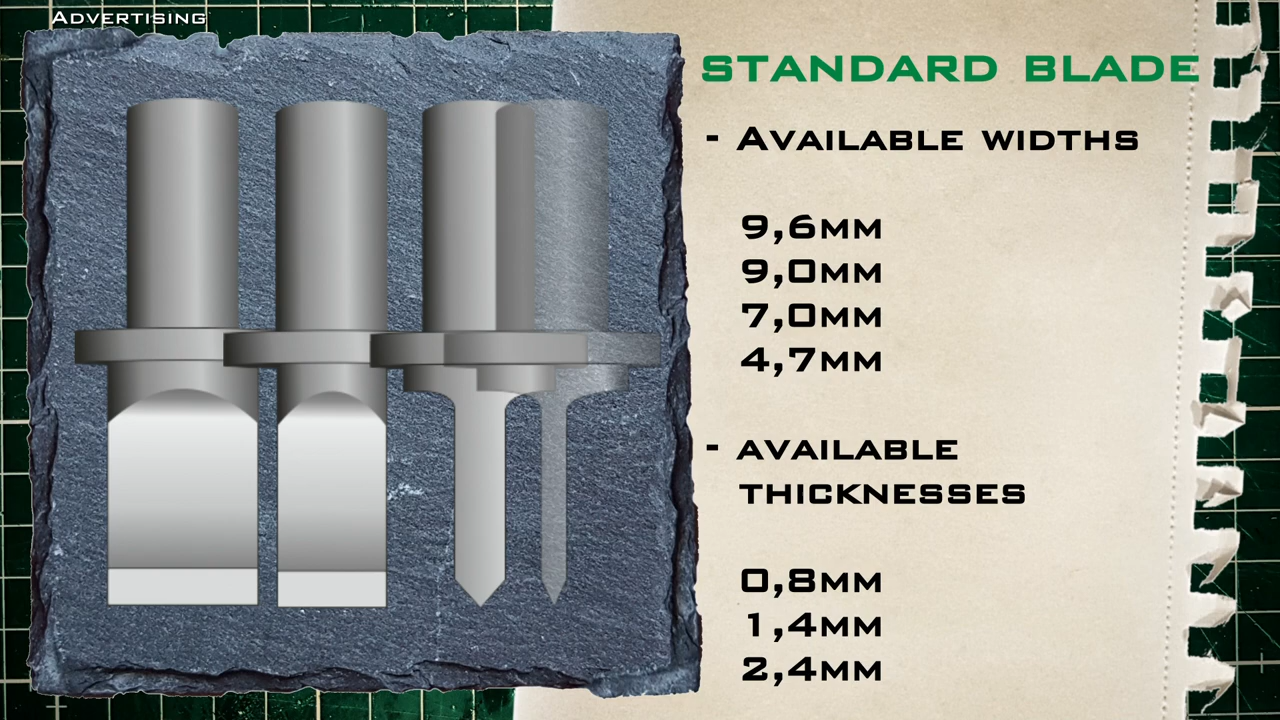 Advertising
STANDARD BLADE
- Available widths
9,6mm
9,0mm
7,0mm
4,7mm
- available
thicknesses
0,8mm
1,4mm
2,4mm